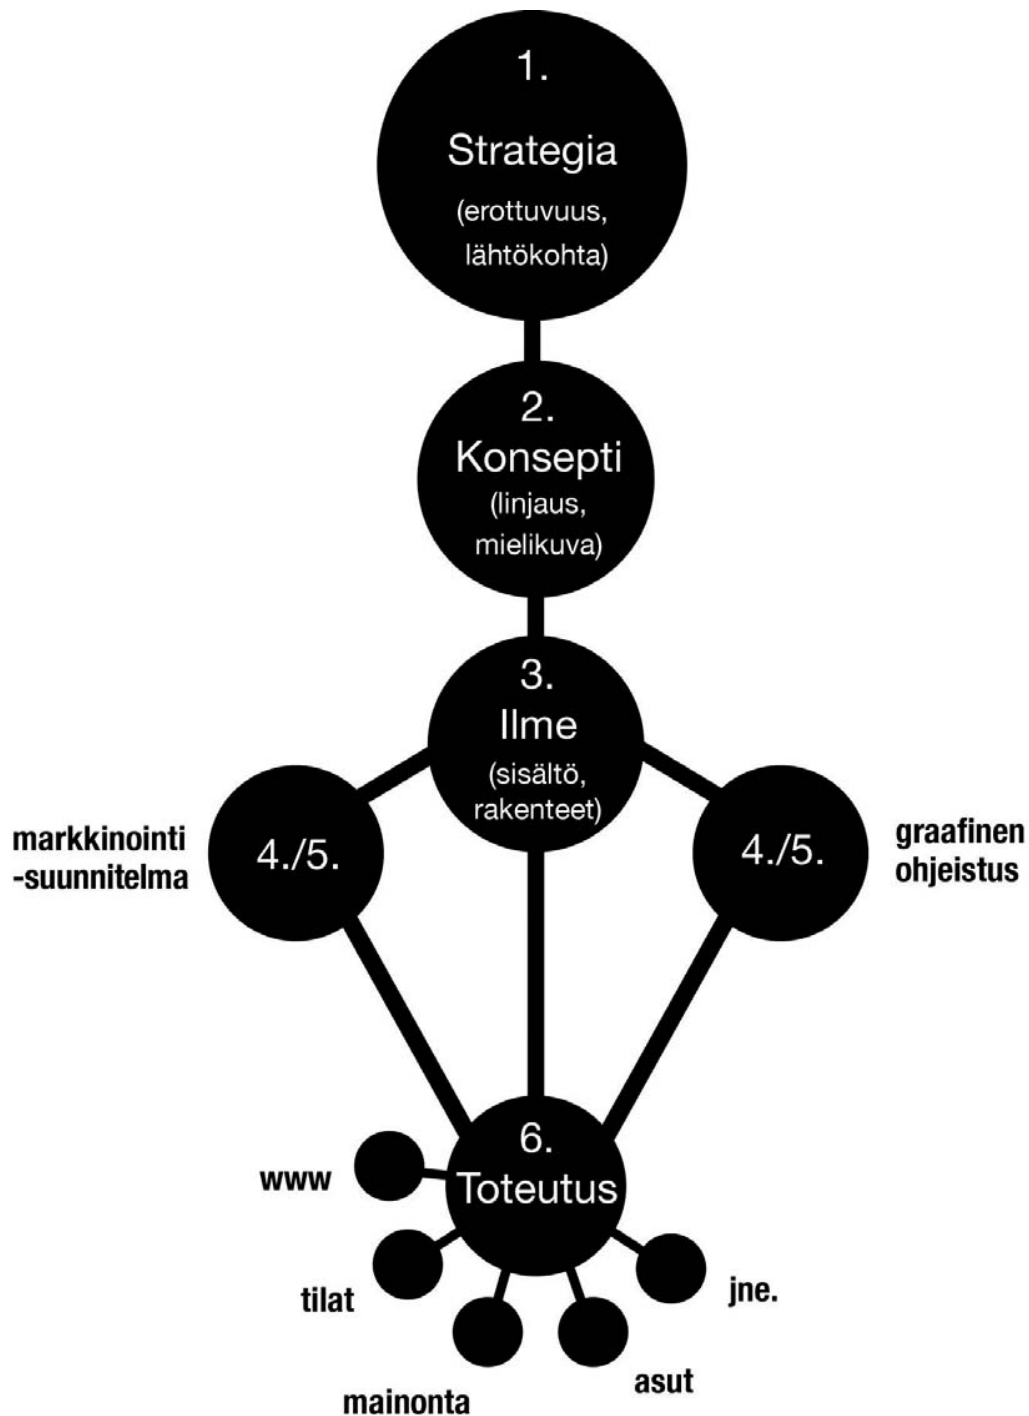 1.
Strategia
(erottuvuus,
lähtökohta)
2.
Konsepti
(linjaus,
mielikuva)
3.
Ilme
(sisältö,
rakenteet)
markkinointi
-suunnitelma
4./5.
4./5.
graafinen
ohjeistus
6.
Toteutus
www
tilat
mainonta
asut
jne.